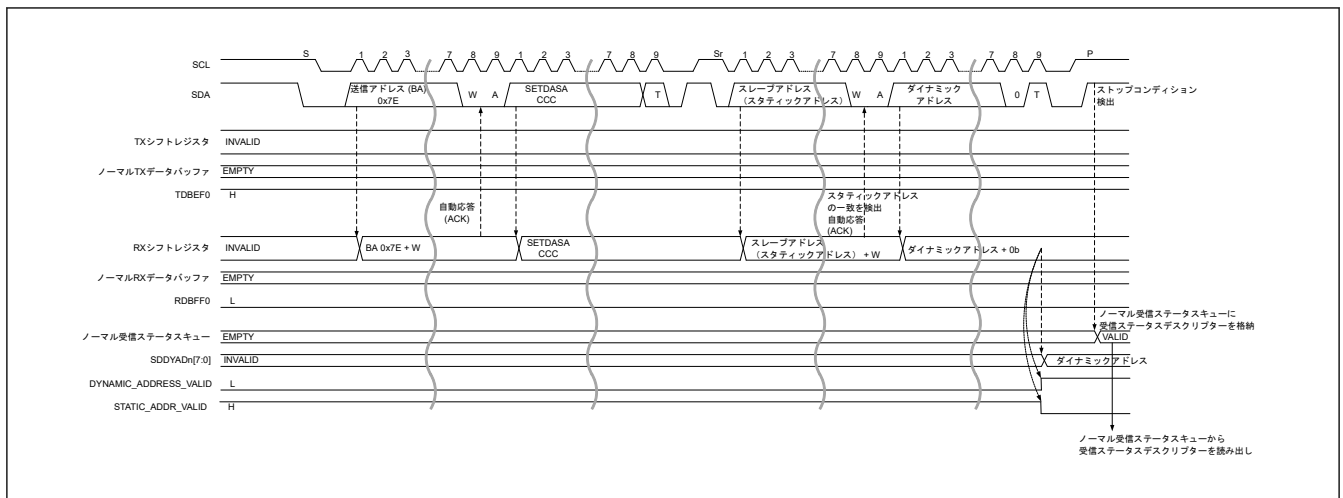 S 1 2 3 7 8 9 1 2 3 7 8 9 Sr 1 2 3 7 8 9 1 2 3 7 8 9 P
SCL
SDA
送信アドレス (BA)
0x7E
W
A
SETDASA
CCC
T
スレーブアドレス
（スタティックアドレス）
W
A
ダイナミック
アドレス
0
T
ストップコンディション
検出
TXシフトレジスタ INVALID
ノーマルTXデータバッファ EMPTY
TDBEF0 H
自動応答
(ACK)
スタティックアドレス
の一致を検出
自動応答
(ACK)
RXシフトレジスタ INVALID
BA 0x7E + W
SETDASA
CCC
スレーブアドレス
（スタティックアドレス） + W
ダイナミックアドレス + 0b
ノーマルRXデータバッファ EMPTY
RDBFF0 L
ノーマル受信ステータスキューに
受信ステータスデスクリプターを格納
ノーマル受信ステータスキュー EMPTY
VALID
SDDYADn[7:0] INVALID
ダイナミックアドレス
DYNAMIC_ADDRESS_VALID L
STATIC_ADDR_VALID H
ノーマル受信ステータスキューから
受信ステータスデスクリプターを読み出し